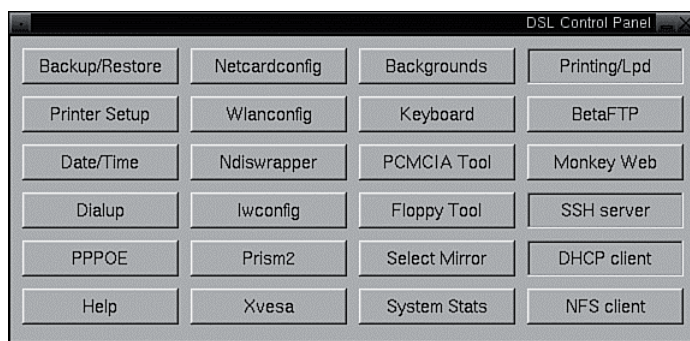 DSL Control Panel
Backup/Restore Netcardconfig Backgrounds Printing/Lpd
Printer Setup Wlanconfig Keyboard BetaFTP
Date/Time Ndiswrapper PCMCIA Tool Monkey Web
Dialup Iwconfig Floppy Tool SSH server
PPPOE Prism2 Select Mirror DHCP client
Help Xvesa System Stats NFS client